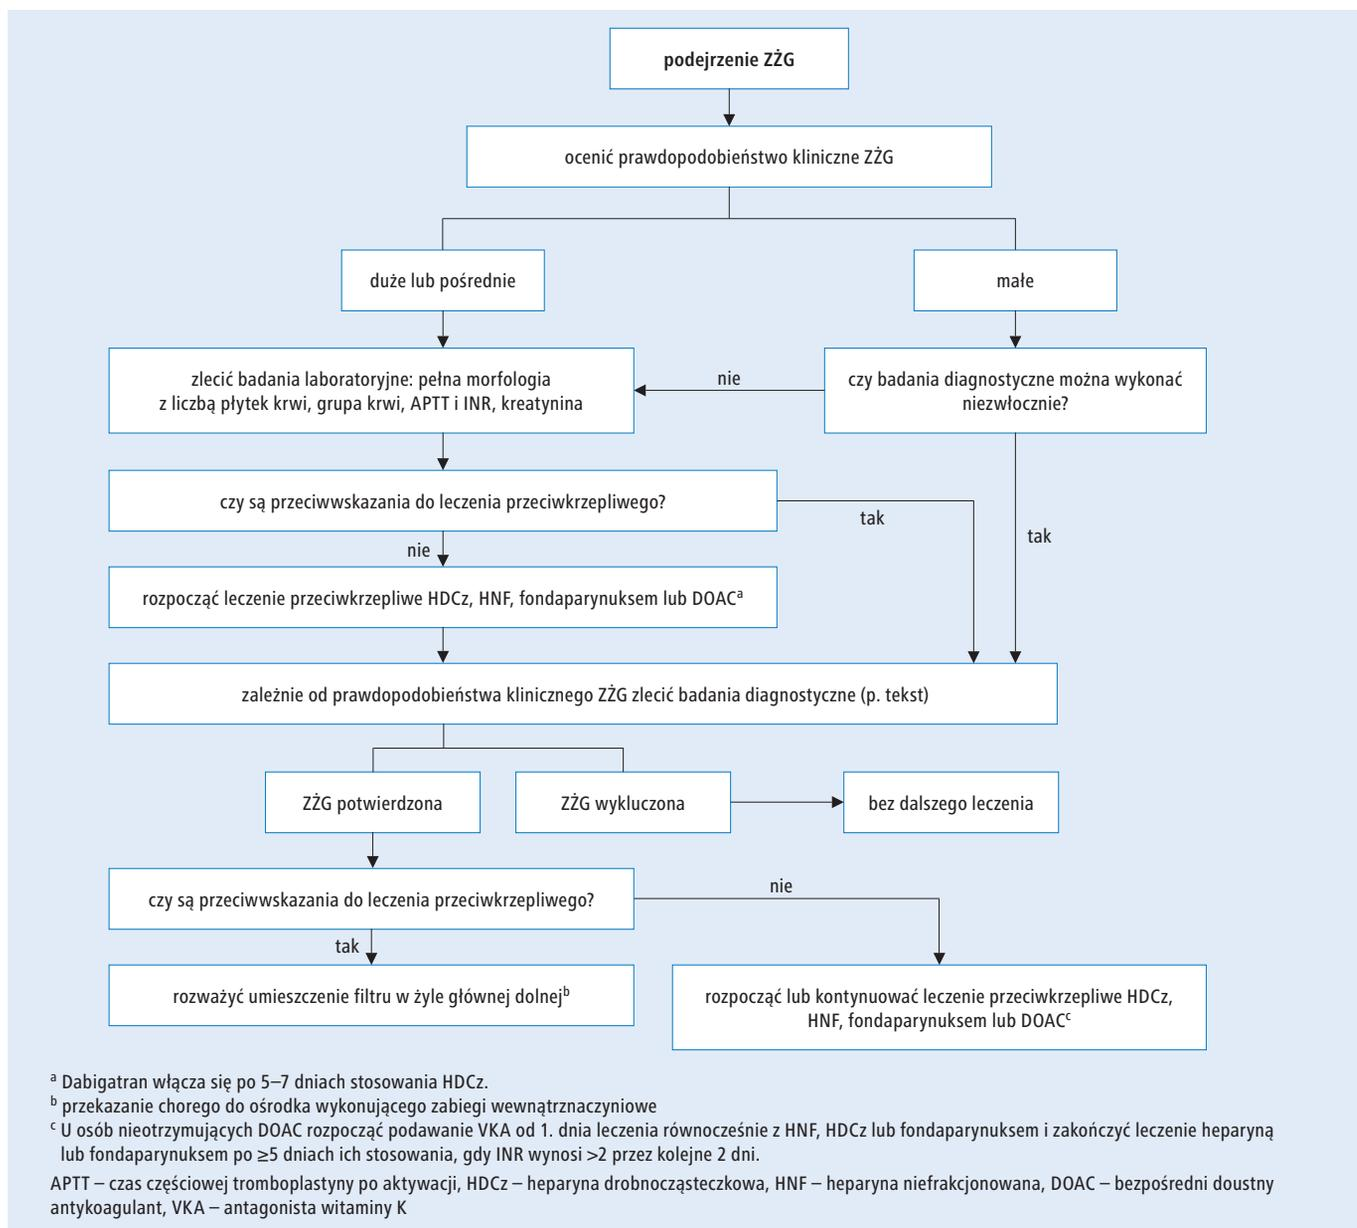 podejrzenie ZŻG
ocenić prawdopodobieństwo kliniczne ZŻG
duże lub pośrednie
małe
zlecić badania laboratoryjne: pełna morfologia
z liczbą płytek krwi, grupa krwi, APTT i INR, kreatynina
nie
czy badania diagnostyczne można wykonać
niezwłocznie?
czy są przeciwwskazania do leczenia przeciwkrzepliwego?
tak
tak
nie
rozpocząć leczenie przeciwkrzepliwe HDCz, HNF, fondaparynuksem lub DOACᵃ
zależnie od prawdopodobieństwa klinicznego ZŻG zlecić badania diagnostyczne (p. tekst)
ZŻG potwierdzona
ZŻG wykluczona
bez dalszego leczenia
czy są przeciwwskazania do leczenia przeciwkrzepliwego?
nie
tak
rozważyć umieszczenie filtru w żyle głównej dolnejᵇ
rozpocząć lub kontynuować leczenie przeciwkrzepliwe HDCz,
HNF, fondaparynuksem lub DOACᶜ
ᵃ Dabigatran włącza się po 5–7 dniach stosowania HDCz.
ᵇ przekazanie chorego do ośrodka wykonującego zabiegi wewnątrznaczyniowe
ᶜ U osób nieotrzymujących DOAC rozpocząć podawanie VKA od 1. dnia leczenia równocześnie z HNF, HDCz lub fondaparynuksem i zakończyć leczenie heparyną
lub fondaparynuksem po ≥5 dniach ich stosowania, gdy INR wynosi >2 przez kolejne 2 dni.
APTT – czas częściowej tromboplastyny po aktywacji, HDCz – heparyna drobnocząsteczkowa, HNF – heparyna niefrakcjonowana, DOAC – bezpośredni doustny
antykoagulant, VKA – antagonista witaminy K